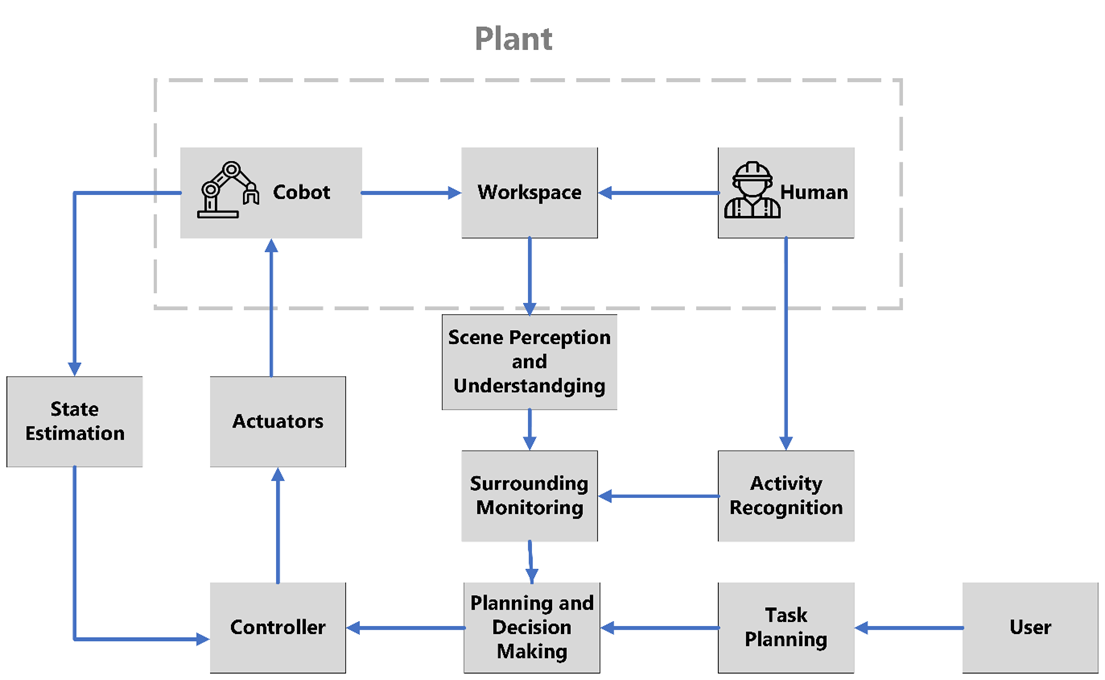 Plant
Cobot
Workspace
Human
Scene Perception
and
Understandging
State
Estimation
Actuators
Surrounding
Monitoring
Activity
Recognition
Controller
Planning and
Decision
Making
Task
Planning
User